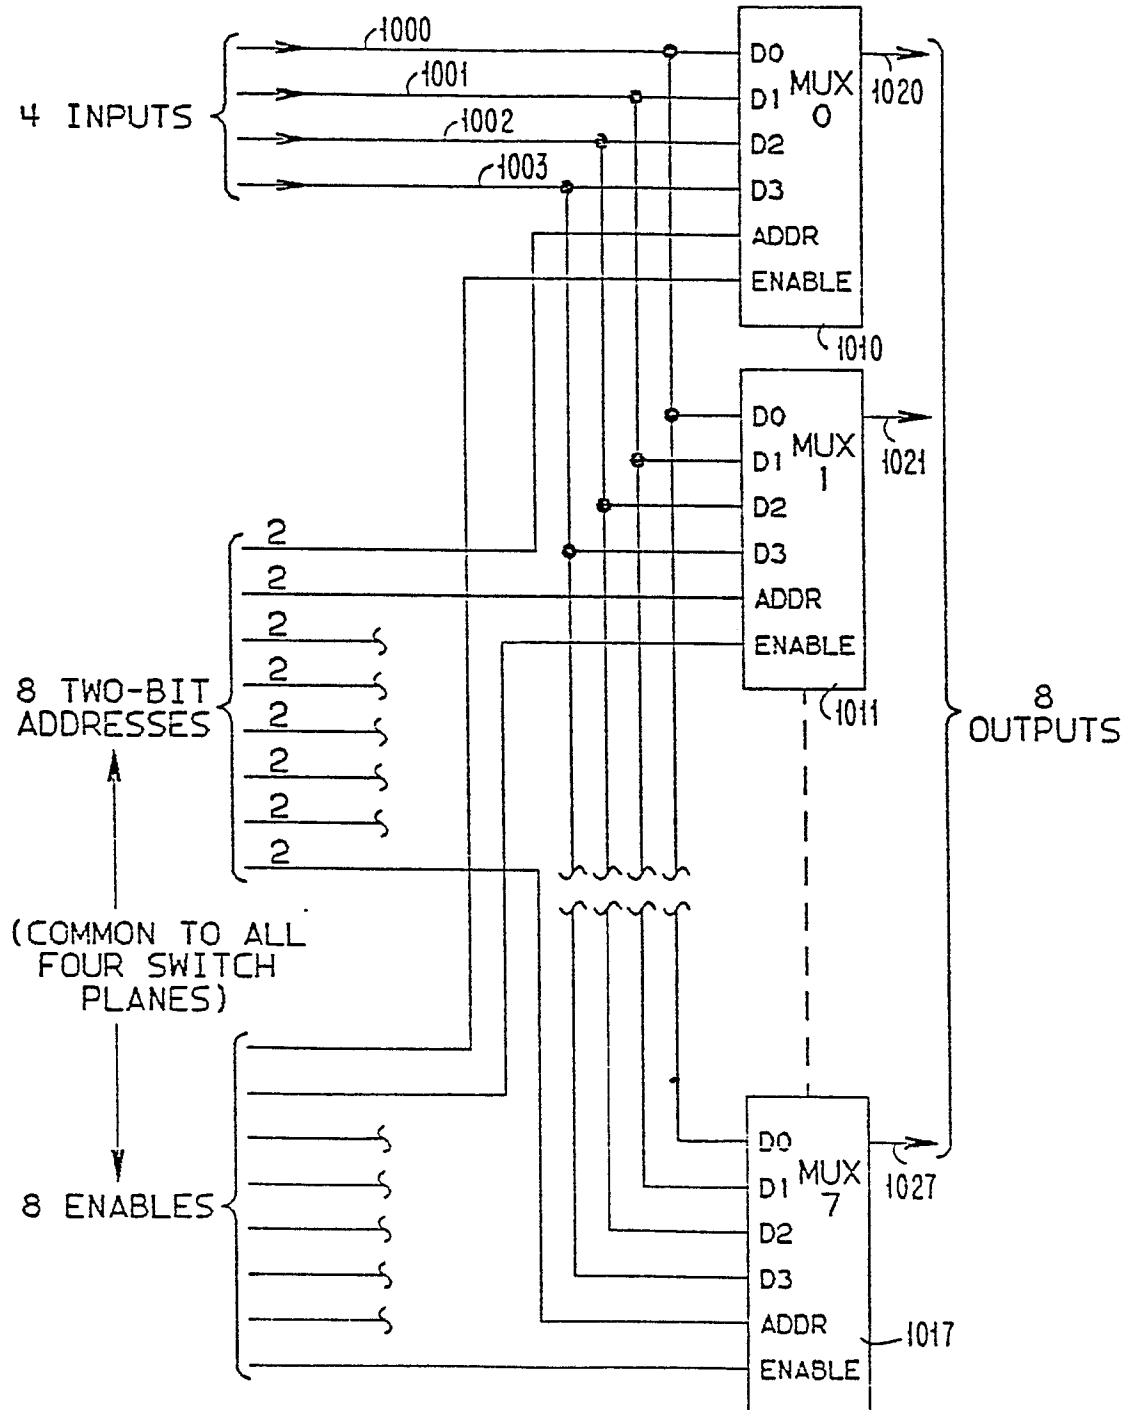 4 INPUTS
1000
1001
1002
1003
D0
D1
D2
D3
ADDR
ENABLE
MUX
0
1020
1010
D0
D1
D2
D3
ADDR
ENABLE
MUX
1
1021
1011
8 TWO-BIT
ADDRESSES
2
2
2
2
2
2
2
2
8
OUTPUTS
(COMMON TO ALL
FOUR SWITCH
PLANES)
8 ENABLES
D0
D1
D2
D3
ADDR
ENABLE
MUX
7
1027
1017